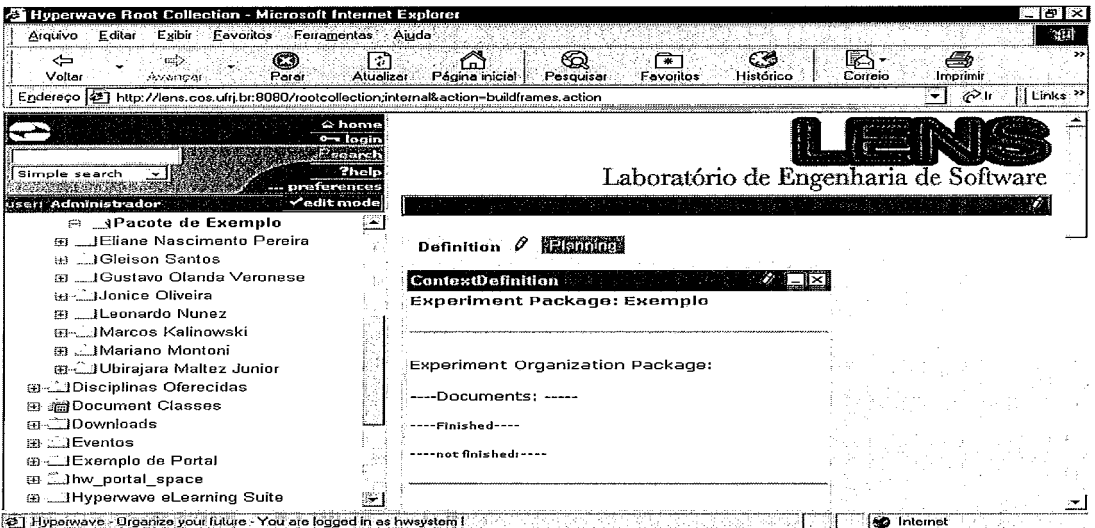 Hyperwave Root Collection - Microsoft Internet Explorer
Arquivo Editar Exibir Favoritos Ferramentas Ajuda
Voltar Avançar Parar Atualizar Página inicial Pesquisar Favoritos Histórico Correio Imprimir
Endereço http://lens.cos.ufrj.br:8080/rootcollection;internal&action=buildframes.action Ir Links
home
login
search
Simple search
?help
preferences
user: Administrador edit mode
Pacote de Exemplo
Eliane Nascimento Pereira
Gleison Santos
Gustavo Olanda Veronese
Jonice Oliveira
Leonardo Nunez
Marcos Kalinowski
Mariano Montoni
Ubirajara Maltez Junior
Disciplinas Oferecidas
Document Classes
Downloads
Eventos
Exemplo de Portal
hw_portal_space
Hyperwave eLearning Suite
LENS
Laboratório de Engenharia de Software
Definition Planning
ContextDefinition
Experiment Package: Exemplo
Experiment Organization Package:
----Documents: -----
----Finished----
----not finished:----
Hyperwave - Organize your future - You are logged in as hwsystem! Internet